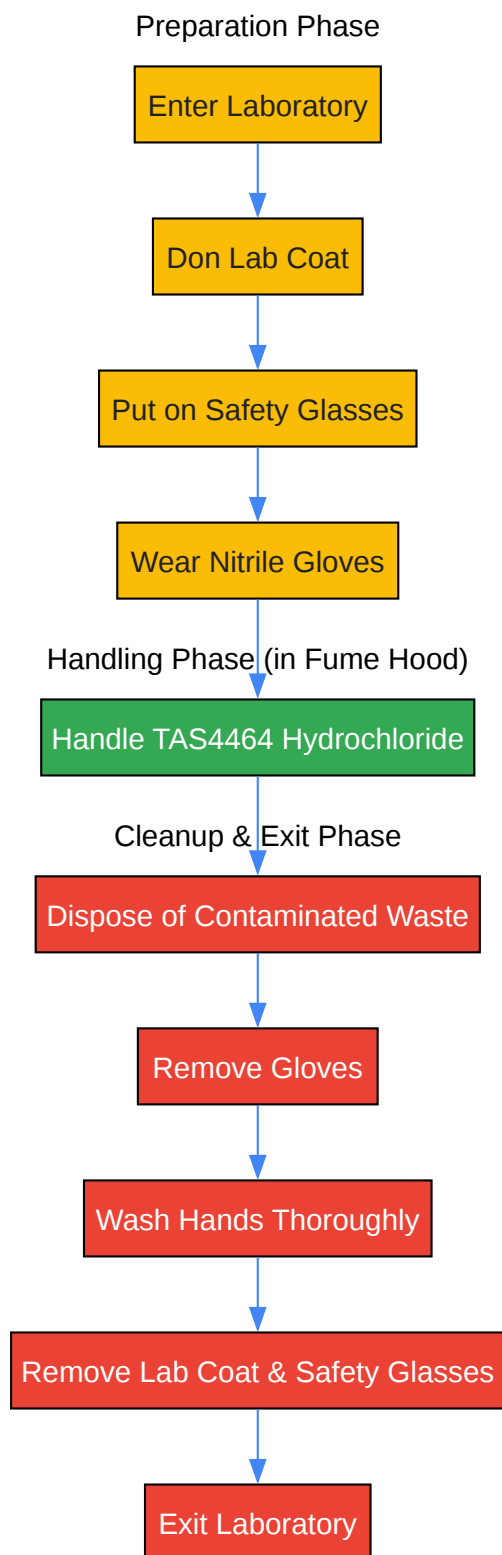 Preparation Phase
Enter Laboratory
Don Lab Coat
Put on Safety Glasses
Wear Nitrile Gloves
Handling Phase (in Fume Hood)
Handle TAS4464 Hydrochloride
Cleanup & Exit Phase
Dispose of Contaminated Waste
Remove Gloves
Wash Hands Thoroughly
Remove Lab Coat & Safety Glasses
Exit Laboratory